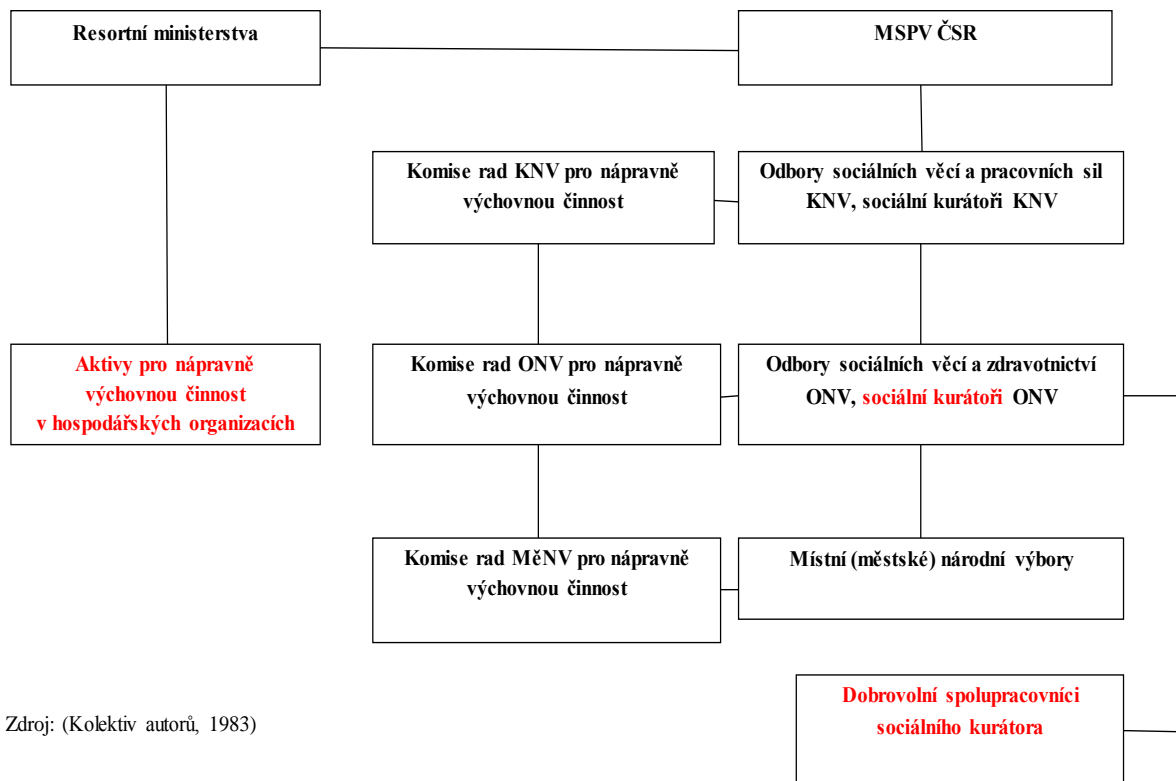 Resortní ministerstva
MSPV ČSR
Komise rad KNV pro nápravně
výchovnou činnost
Odbory sociálních věcí a pracovních sil
KNV, sociální kurátoři KNV
Aktivy pro nápravně
výchovnou činnost
v hospodářských organizacích
Komise rad ONV pro nápravně
výchovnou činnost
Odbory sociálních věcí a zdravotnictví
ONV, sociální kurátoři ONV
Komise rad MěNV pro nápravně
výchovnou činnost
Místní (městské) národní výbory
Dobrovolní spolupracovníci
sociálního kurátora
Zdroj: (Kolektiv autorů, 1983)